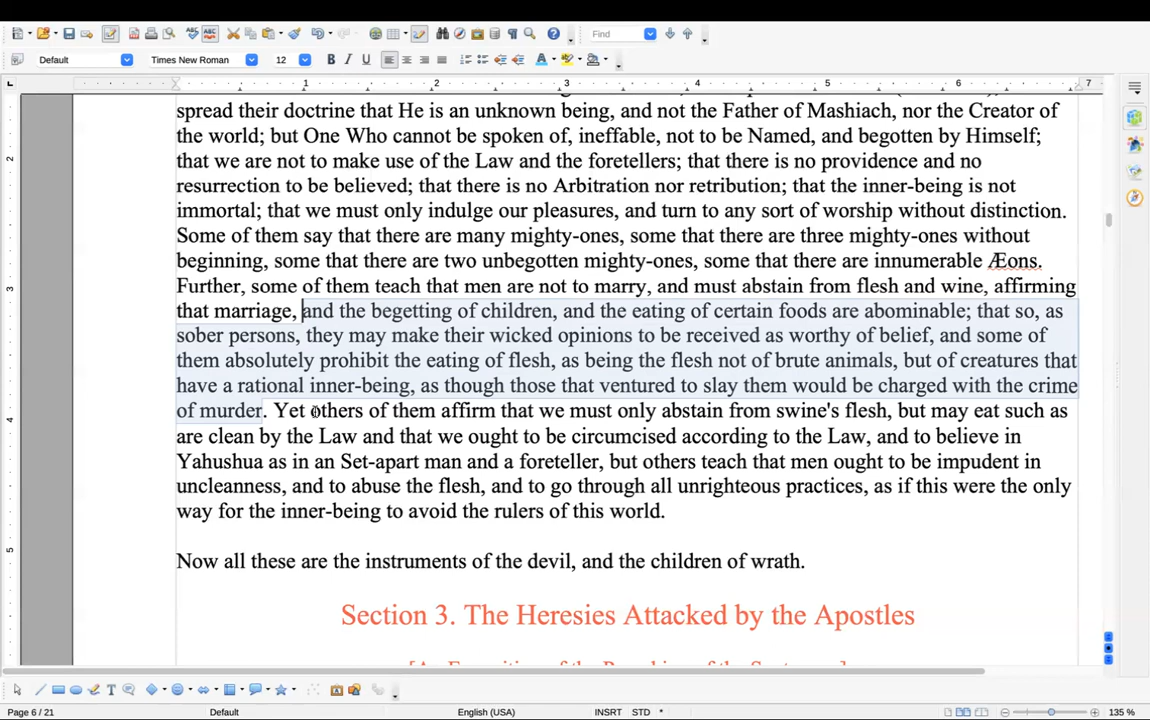 Find
Default
Times New Roman
12
1
2
3
4
5
6
7
spread their doctrine that He is an unknown being, and not the Father of Mashiach, nor the Creator of
the world; but One Who cannot be spoken of, ineffable, not to be Named, and begotten by Himself;
that we are not to make use of the Law and the foretellers; that there is no providence and no
resurrection to be believed; that there is no Arbitration nor retribution; that the inner-being is not
immortal; that we must only indulge our pleasures, and turn to any sort of worship without distinction.
Some of them say that there are many mighty-ones, some that there are three mighty-ones without
beginning, some that there are two unbegotten mighty-ones, some that there are innumerable Æons.
Further, some of them teach that men are not to marry, and must abstain from flesh and wine, affirming
that marriage, and the begetting of children, and the eating of certain foods are abominable; that so, as
sober persons, they may make their wicked opinions to be received as worthy of belief, and some of
them absolutely prohibit the eating of flesh, as being the flesh not of brute animals, but of creatures that
have a rational inner-being, as though those that ventured to slay them would be charged with the crime
of murder. Yet others of them affirm that we must only abstain from swine's flesh, but may eat such as
are clean by the Law and that we ought to be circumcised according to the Law, and to believe in
Yahushua as in an Set-apart man and a foreteller, but others teach that men ought to be impudent in
uncleanness, and to abuse the flesh, and to go through all unrighteous practices, as if this were the only
way for the inner-being to avoid the rulers of this world.
Now all these are the instruments of the devil, and the children of wrath.
Section 3. The Heresies Attacked by the Apostles
Page 6 / 21
Default
English (USA)
INSRT
STD
*
135 %